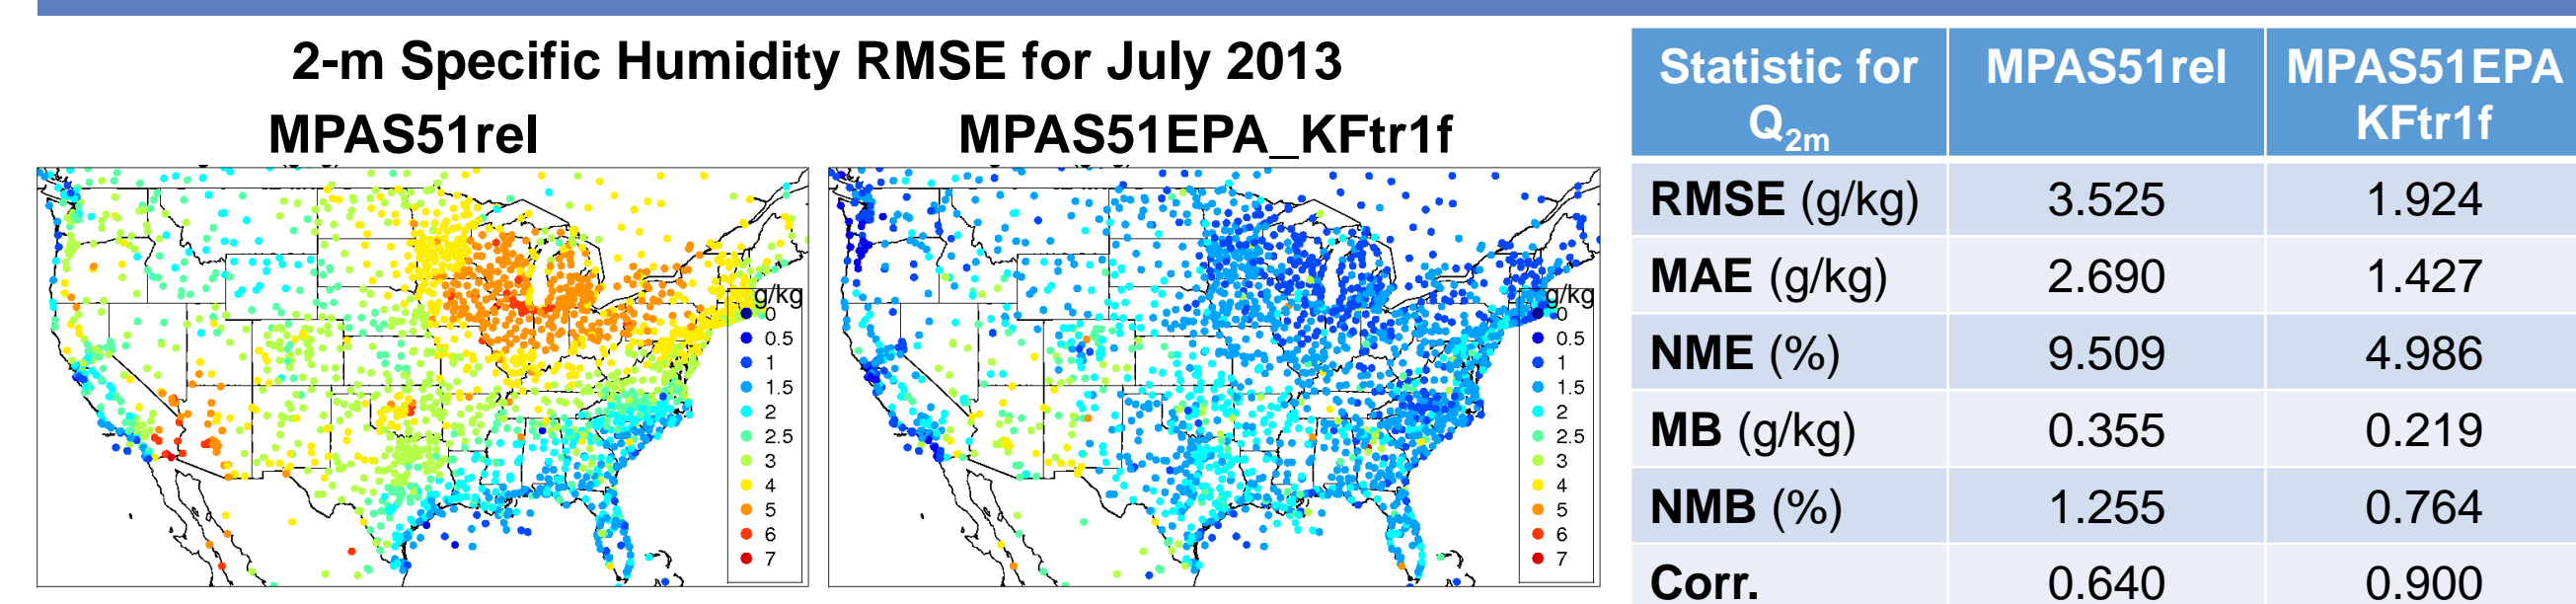 2-m Specific Humidity RMSE for July 2013
MPAS51rel
MPAS51EPA_KFtr1f
g/kg
0
0.5
1
1.5
2
2.5
3
4
5
6
7
g/kg
0
0.5
1
1.5
2
2.5
3
4
5
6
7
Statistic for Q2m MPAS51rel MPAS51EPA KFtr1f
RMSE (g/kg) 3.525 1.924
MAE (g/kg) 2.690 1.427
NME (%) 9.509 4.986
MB (g/kg) 0.355 0.219
NMB (%) 1.255 0.764
Corr. 0.640 0.900